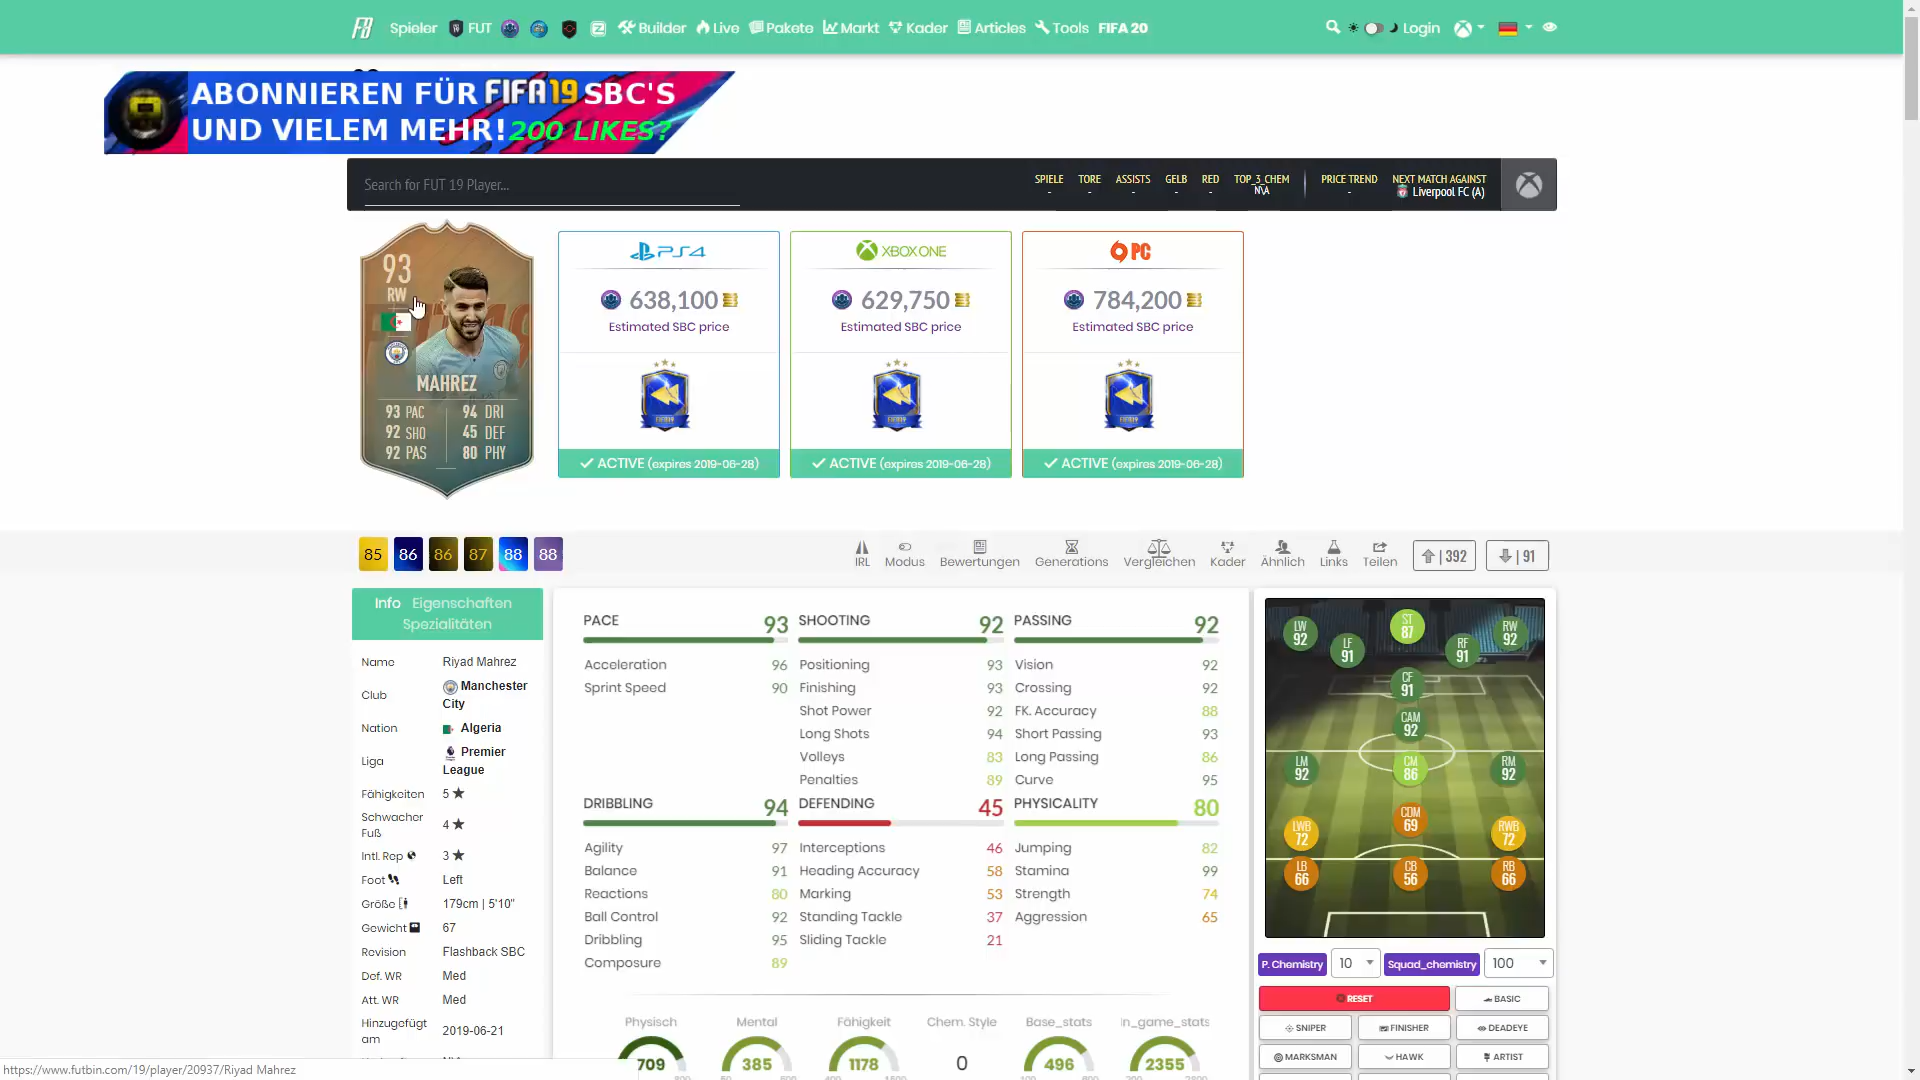 Spieler FUT Builder Live Pakete Markt Kader Articles Tools FIFA 20 Login
ABONNIEREN FÜR FIFA19 SBC'S
UND VIELEM MEHR! 200 LIKES?
Search for FUT 19 Player...
SPIELE TORE ASSISTS GELB RED TOP_3_CHEM PRICE TREND NEXT MATCH AGAINST
- - - - - N\A - Liverpool FC (A)
93
RW
MAHREZ
93 PAC 94 DRI
92 SHO 45 DEF
92 PAS 80 PHY
PS4
638,100
Estimated SBC price
FIFA19
ACTIVE (expires 2019-06-28)
XBOX ONE
629,750
Estimated SBC price
FIFA19
ACTIVE (expires 2019-06-28)
PC
784,200
Estimated SBC price
FIFA19
ACTIVE (expires 2019-06-28)
85 86 86 87 88 88
IRL Modus Bewertungen Generations Vergleichen Kader Ähnlich Links Teilen | 392 | 91
Info Eigenschaften
Spezialitäten
Name Riyad Mahrez
Club Manchester
City
Nation Algeria
Liga Premier
League
Fähigkeiten 5
Schwacher
Fuß 4
Intl. Rep 3
Foot Left
Größe 179cm | 5'10"
Gewicht 67
Revision Flashback SBC
Def. WR Med
Att. WR Med
Hinzugefügt
am 2019-06-21
PACE 93
Acceleration 96
Sprint Speed 90
SHOOTING 92
Positioning 93
Finishing 93
Shot Power 92
Long Shots 94
Volleys 83
Penalties 89
PASSING 92
Vision 92
Crossing 92
FK. Accuracy 88
Short Passing 93
Long Passing 86
Curve 95
DRIBBLING 94
Agility 97
Balance 91
Reactions 80
Ball Control 92
Dribbling 95
Composure 89
DEFENDING 45
Interceptions 46
Heading Accuracy 58
Marking 53
Standing Tackle 37
Sliding Tackle 21
PHYSICALITY 80
Jumping 82
Stamina 99
Strength 74
Aggression 65
Physisch Mental Fähigkeit Chem. Style Base_stats In_game_stats
709 385 1178 0 496 2355
LW
92
LF
91
ST
87
RF
91
RW
92
CF
91
CAM
92
LM
92
CM
86
RM
92
CDM
69
LWB
72
RWB
72
LB
66
CB
56
RB
66
P. Chemistry 10 Squad_chemistry 100
RESET BASIC
SNIPER FINISHER DEADEYE
MARKSMAN HAWK ARTIST
https://www.futbin.com/19/player/20937/Riyad Mahrez